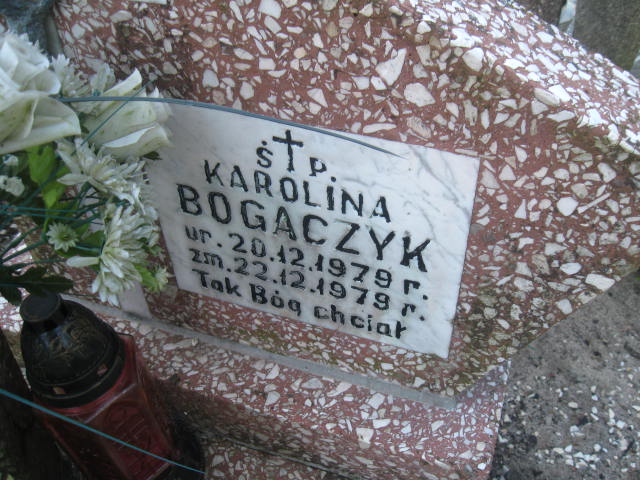 Ś † P.
KAROLINA
BOGACZYK
ur. 20.12.1979 r.
zm. 22.12.1979 r.
Tak Bóg chciał